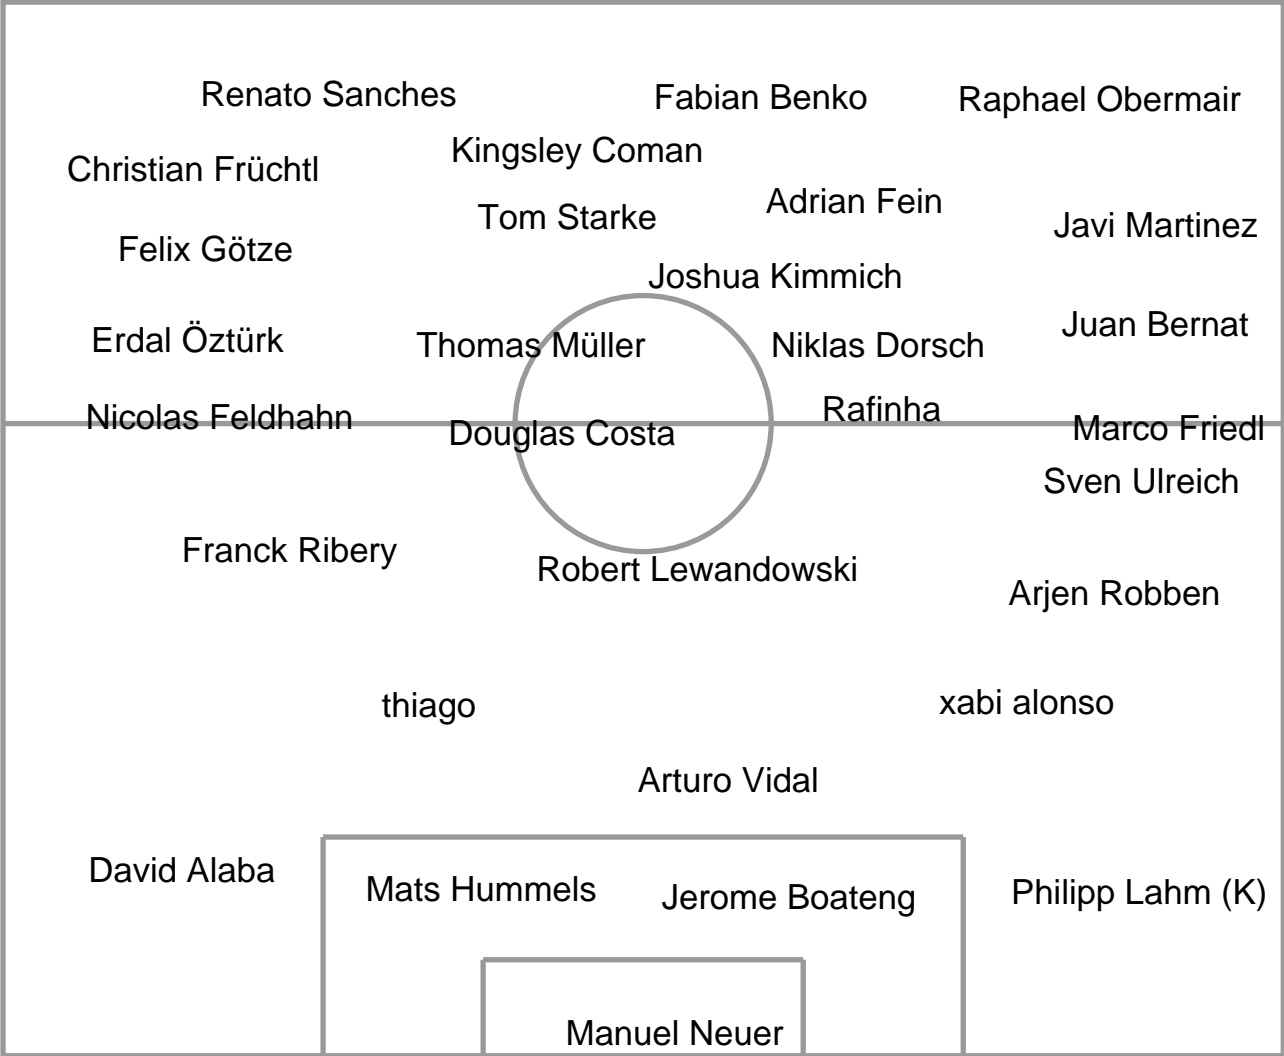 Renato Sanches
Fabian Benko
Raphael Obermair
Kingsley Coman
Christian Früchtl
Adrian Fein
Tom Starke
Javi Martinez
Felix Götze
Joshua Kimmich
Juan Bernat
Erdal Öztürk
Thomas Müller
Niklas Dorsch
Rafinha
Nicolas Feldhahn
Douglas Costa
Marco Friedl
Sven Ulreich
Franck Ribery
Robert Lewandowski
Arjen Robben
thiago
xabi alonso
Arturo Vidal
David Alaba
Mats Hummels
Jerome Boateng
Philipp Lahm (K)
Manuel Neuer